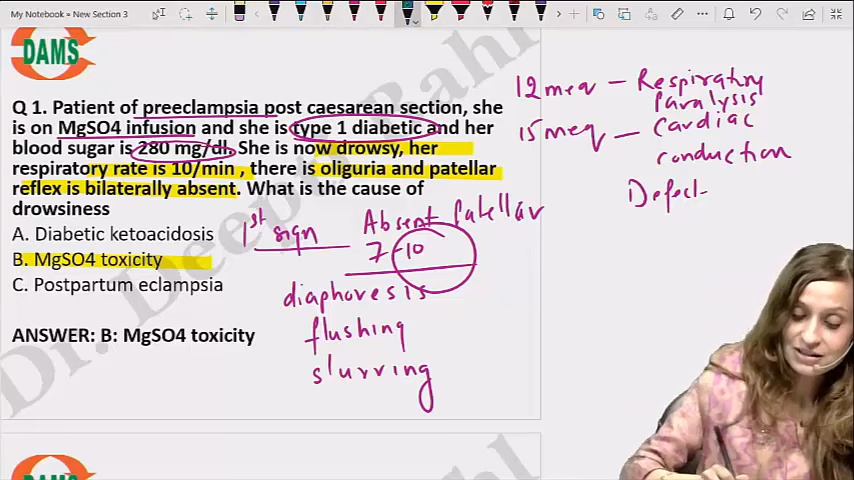 My Notebook » New Section 3
DAMS
Q 1. Patient of preeclampsia post caesarean section, she
is on MgSO4 infusion and she is type 1 diabetic and her
blood sugar is 280 mg/dl. She is now drowsy, her
respiratory rate is 10/min , there is oliguria and patellar
reflex is bilaterally absent. What is the cause of
drowsiness
A. Diabetic ketoacidosis
B. MgSO4 toxicity
C. Postpartum eclampsia
ANSWER: B: MgSO4 toxicity
1st sign
Absent Patellar
7-10
diaphoresis
flushing
slurring
12 meq - Respiratory
Paralysis
15 meq - Cardiac
conduction
Defect
DAMS